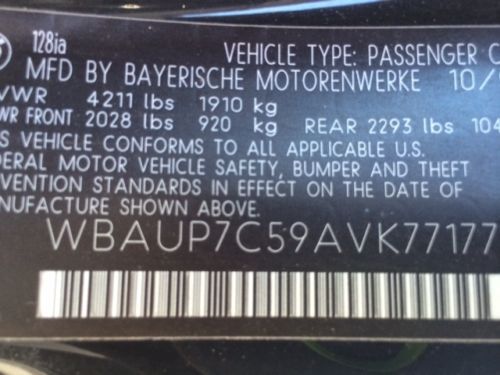 128ia
VEHICLE TYPE: PASSENGER C
MFD BY BAYERISCHE MOTORENWERKE 10/
VWR 4211 lbs 1910 kg
WR FRONT 2028 lbs 920 kg REAR 2293 lbs 104
S VEHICLE CONFORMS TO ALL APPLICABLE U.S.
DERAL MOTOR VEHICLE SAFETY, BUMPER AND THEFT
EVENTION STANDARDS IN EFFECT ON THE DATE OF
NUFACTURE SHOWN ABOVE.
WBAUP7C59AVK77177